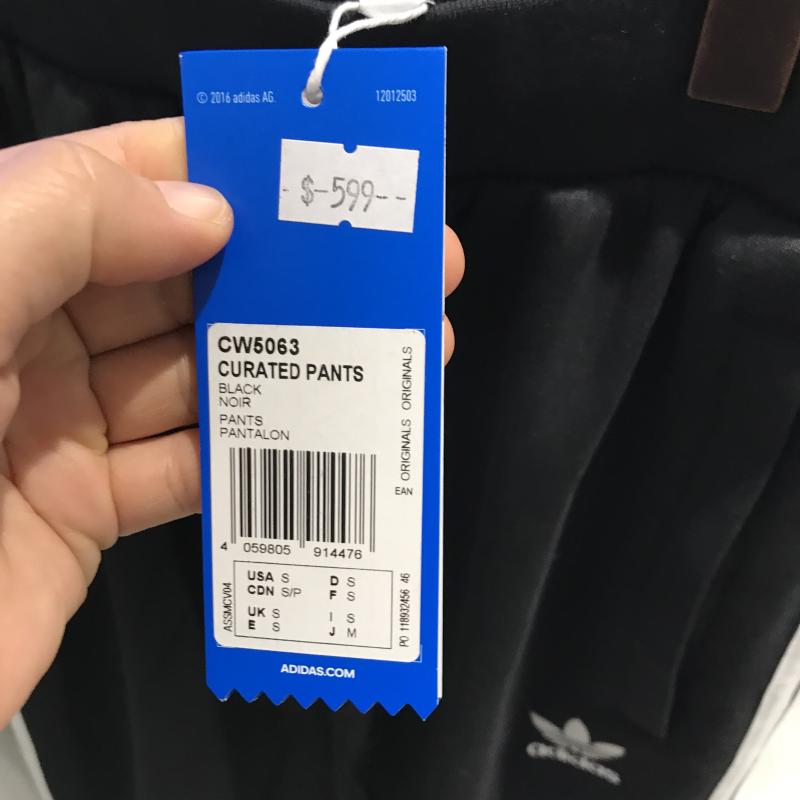 © 2016 adidas AG.
12012503
$-599--
CW5063
CURATED PANTS
BLACK
NOIR
PANTS
PANTALON
ORIGINALS ORIGINALS
EAN
4 059805 914476
USA S D S
CDN S/P F S
UK S I S
E S J M
ASSMCV04
PO 118932456 46
ADIDAS.COM
adidas